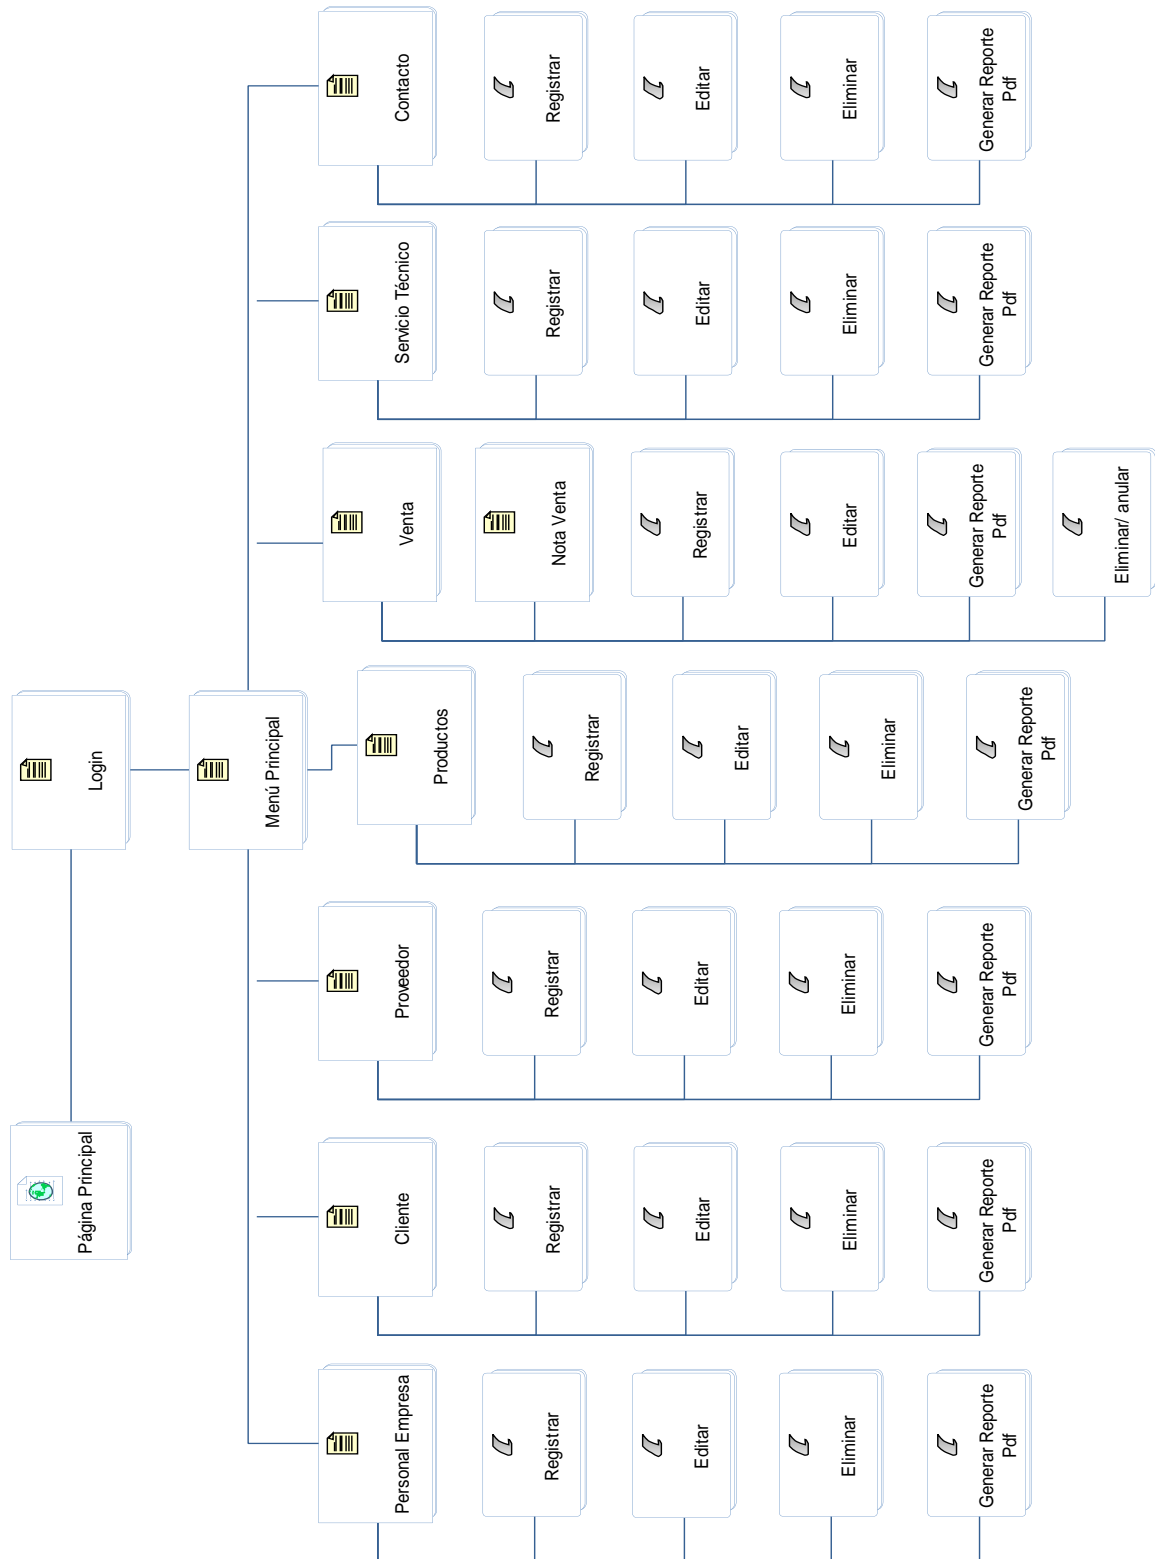 Página Principal
Login
Menú Principal
Personal Empresa
Registrar
Editar
Eliminar
Generar Reporte
Pdf
Cliente
Registrar
Editar
Eliminar
Generar Reporte
Pdf
Proveedor
Registrar
Editar
Eliminar
Generar Reporte
Pdf
Productos
Registrar
Editar
Eliminar
Generar Reporte
Pdf
Venta
Nota Venta
Registrar
Editar
Generar Reporte
Pdf
Eliminar/ anular
Servicio Técnico
Registrar
Editar
Eliminar
Generar Reporte
Pdf
Contacto
Registrar
Editar
Eliminar
Generar Reporte
Pdf